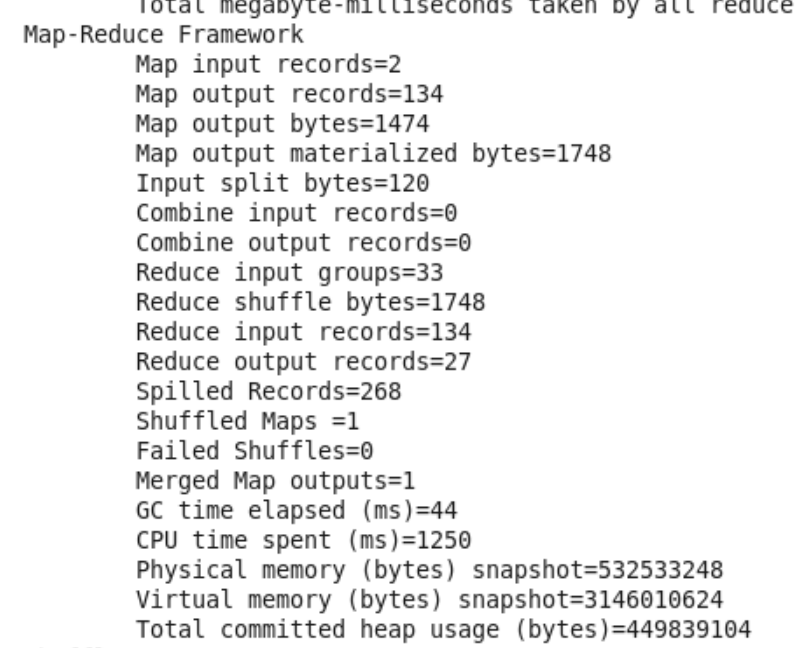 Total megabyte-milliseconds taken by all reduce
Map-Reduce Framework
Map input records=2
Map output records=134
Map output bytes=1474
Map output materialized bytes=1748
Input split bytes=120
Combine input records=0
Combine output records=0
Reduce input groups=33
Reduce shuffle bytes=1748
Reduce input records=134
Reduce output records=27
Spilled Records=268
Shuffled Maps =1
Failed Shuffles=0
Merged Map outputs=1
GC time elapsed (ms)=44
CPU time spent (ms)=1250
Physical memory (bytes) snapshot=532533248
Virtual memory (bytes) snapshot=3146010624
Total committed heap usage (bytes)=449839104